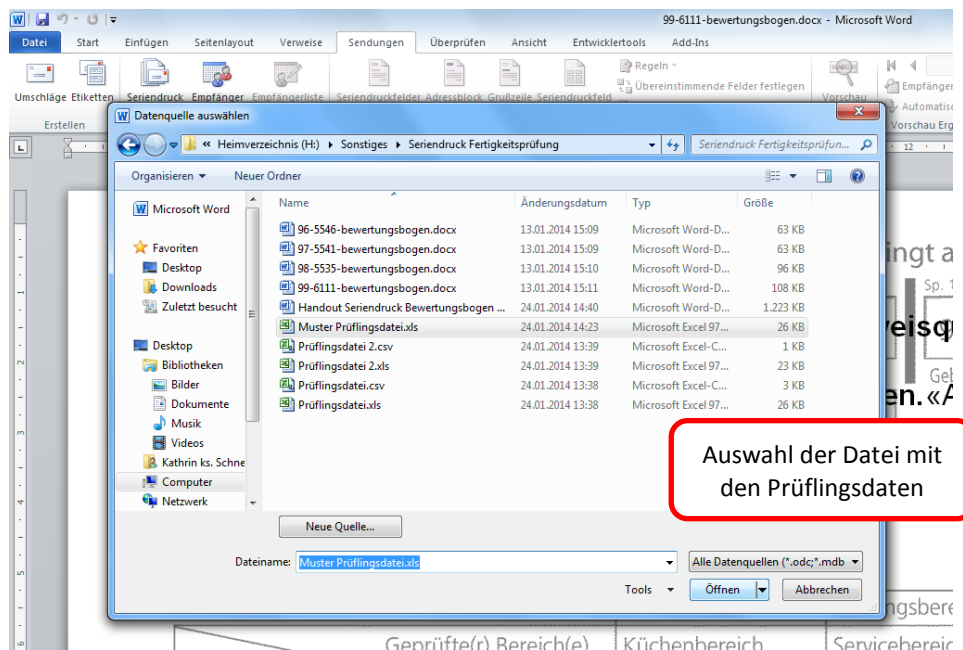 99-6111-bewertungsbogen.docx - Microsoft Word
Datei Start Einfügen Seitenlayout Verweise Sendungen Überprüfen Ansicht Entwicklertools Add-Ins
Regeln
Übereinstimmende Felder festlegen
Umschläge Etiketten Seriendruck Empfänger Empfängerliste Seriendruckfelder Adressblock Grußzeile Seriendruckfeld Vorschau Empfänger
Automatisc
Erstellen Vorschau Erg
Datenquelle auswählen
« Heimverzeichnis (H:) Sonstiges Seriendruck Fertigkeitsprüfung Seriendruck Fertigkeitsprüfun...
12
Organisieren Neuer Ordner
Microsoft Word
Favoriten
Desktop
Downloads
Zuletzt besucht
Desktop
Bibliotheken
Bilder
Dokumente
Musik
Videos
Kathrin ks. Schne
Computer
Netzwerk
Name Änderungsdatum Typ Größe
96-5546-bewertungsbogen.docx 13.01.2014 15:09 Microsoft Word-D... 63 KB
97-5541-bewertungsbogen.docx 13.01.2014 15:09 Microsoft Word-D... 63 KB
98-5535-bewertungsbogen.docx 13.01.2014 15:10 Microsoft Word-D... 96 KB
99-6111-bewertungsbogen.docx 13.01.2014 15:11 Microsoft Word-D... 108 KB
Handout Seriendruck Bewertungsbogen ... 24.01.2014 14:40 Microsoft Word-D... 1.223 KB
Muster Prüflingsdatei.xls 24.01.2014 14:23 Microsoft Excel 97... 26 KB
Prüflingsdatei 2.csv 24.01.2014 13:39 Microsoft Excel-C... 1 KB
Prüflingsdatei 2.xls 24.01.2014 13:39 Microsoft Excel 97... 23 KB
Prüflingsdatei.csv 24.01.2014 13:38 Microsoft Excel-C... 3 KB
Prüflingsdatei.xls 24.01.2014 13:38 Microsoft Excel 97... 26 KB
ingt a
Sp. 1
eisq
Geb
en.«A
Auswahl der Datei mit
den Prüflingsdaten
Neue Quelle...
Dateiname: Muster Prüflingsdatei.xls Alle Datenquellen (*.odc;*.mdb
Tools Öffnen Abbrechen
ngsbere
Geprüfte(r) Bereich(e) Küchenbereich Servicebereic